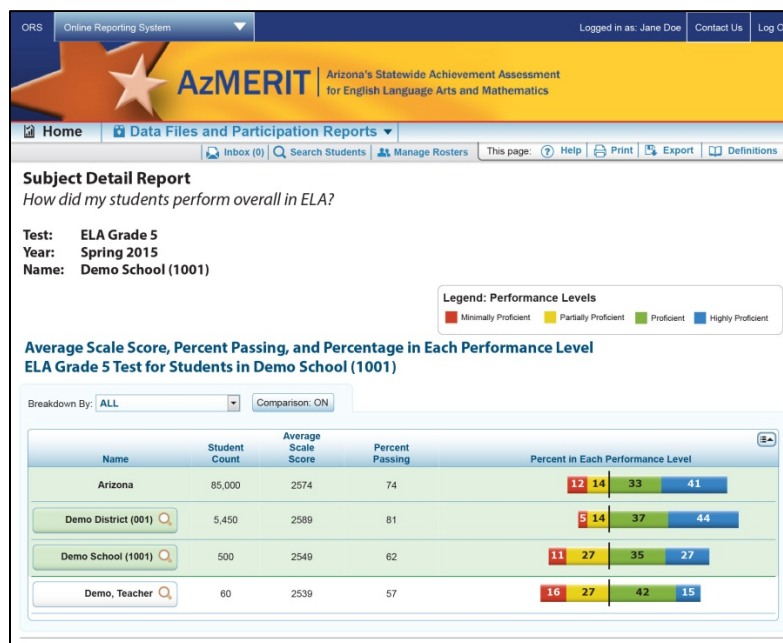 ORS Online Reporting System Logged in as: Jane Doe Contact Us Log
AzMERIT Arizona's Statewide Achievement Assessment
for English Language Arts and Mathematics
Home Data Files and Participation Reports
Inbox (0) Search Students Manage Rosters This page: Help Print Export Definitions
Subject Detail Report
How did my students perform overall in ELA?
Test: ELA Grade 5
Year: Spring 2015
Name: Demo School (1001)
Legend: Performance Levels
Minimally Proficient Partially Proficient Proficient Highly Proficient
Average Scale Score, Percent Passing, and Percentage in Each Performance Level
ELA Grade 5 Test for Students in Demo School (1001)
Breakdown By: ALL Comparison: ON
Name Student Count Average Scale Score Percent Passing Percent in Each Performance Level
Arizona 85,000 2574 74 12 14 33 41
Demo District (001) 5,450 2589 81 5 14 37 44
Demo School (1001) 500 2549 62 11 27 35 27
Demo, Teacher 60 2539 57 16 27 42 15